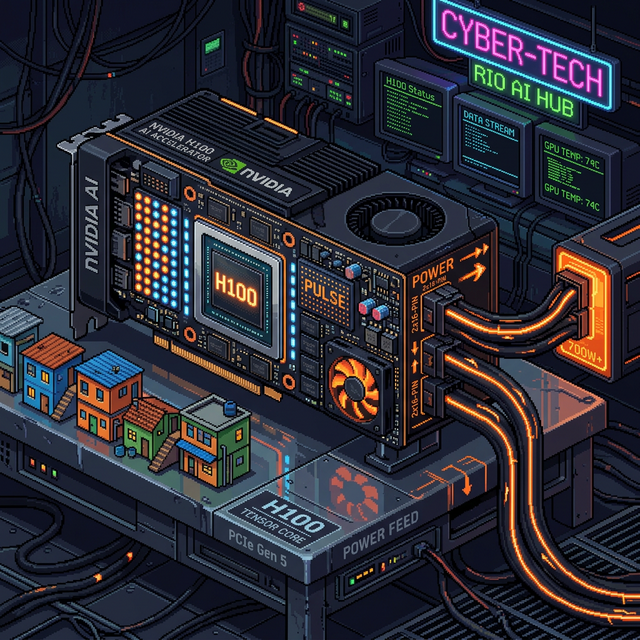 CYBER-TECH
RIO AI HUB
H100 Status
DATA STREAM
GPU TEMP: 74C
GPU TEMP: 74C
NVIDIA H100
AI ACCELERATOR
NVIDIA
NVIDIA AI
H100
PULSE
POWER
2x16-PIN
2x16-PIN
2x16-PIN
700W+
H100
TENSOR CORE
PCIe Gen 5
POWER FEED